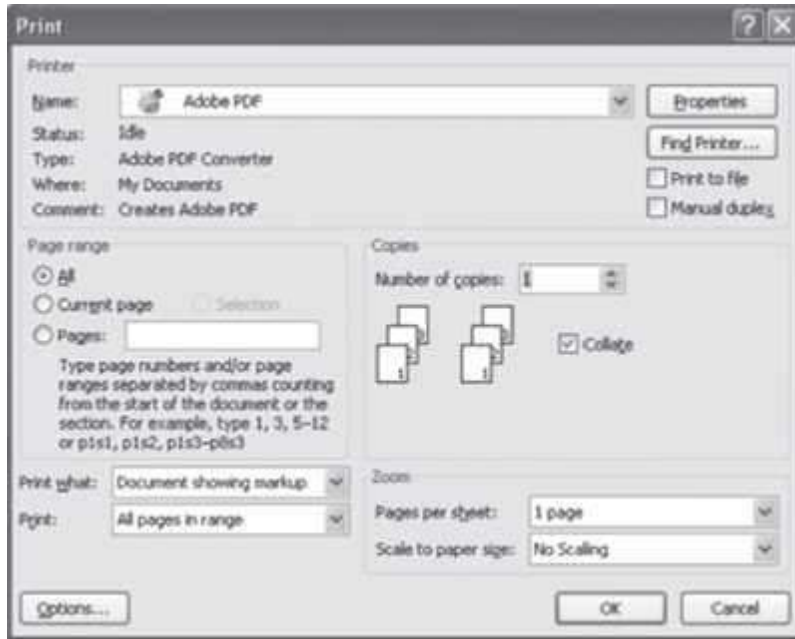 Print
Printer
Name: Adobe PDF
Properties
Status: Idle
Find Printer...
Type: Adobe PDF Converter
Where: My Documents
Print to file
Comment: Creates Adobe PDF
Manual duplex
Page range
All
Current page Selection
Pages:
Type page numbers and/or page
ranges separated by commas counting
from the start of the document or the
section. For example, type 1, 3, 5-12
or p1s1, p1s2, p1s3-p8s3
Copies
Number of copies: 1
1
1
Collate
Print what: Document showing markup
Print: All pages in range
Zoom
Pages per sheet: 1 page
Scale to paper size: No Scaling
Options...
OK
Cancel